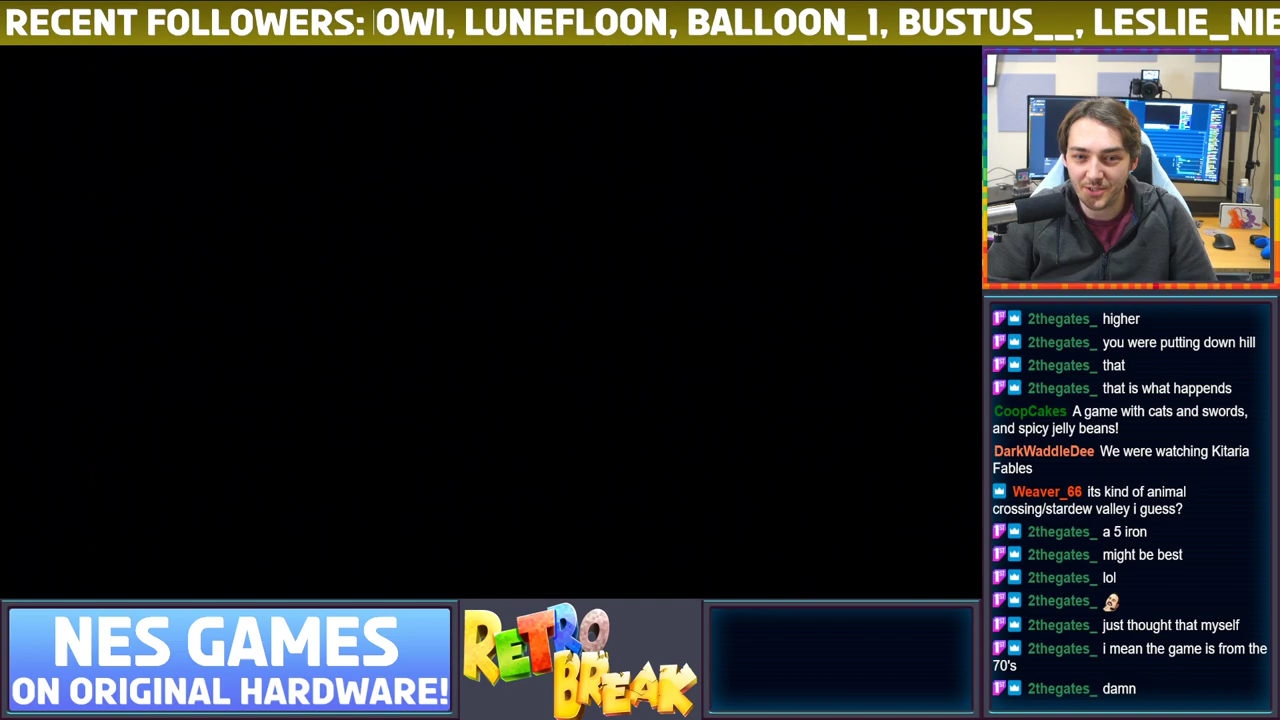 RECENT FOLLOWERS: OWI, LUNEFLOON, BALLOON_1, BUSTUS__, LESLIE_NIE
2thegates_ higher
2thegates_ you were putting down hill
2thegates_ that
2thegates_ that is what happends
CoopCakes A game with cats and swords,
and spicy jelly beans!
DarkWaddleDee We were watching Kitaria
Fables
Weaver_66 its kind of animal
crossing/stardew valley i guess?
2thegates_ a 5 iron
2thegates_ might be best
2thegates_ lol
2thegates_
2thegates_ just thought that myself
2thegates_ i mean the game is from the
70's
2thegates_ damn
NES GAMES
ON ORIGINAL HARDWARE!
RETRO
BREAK